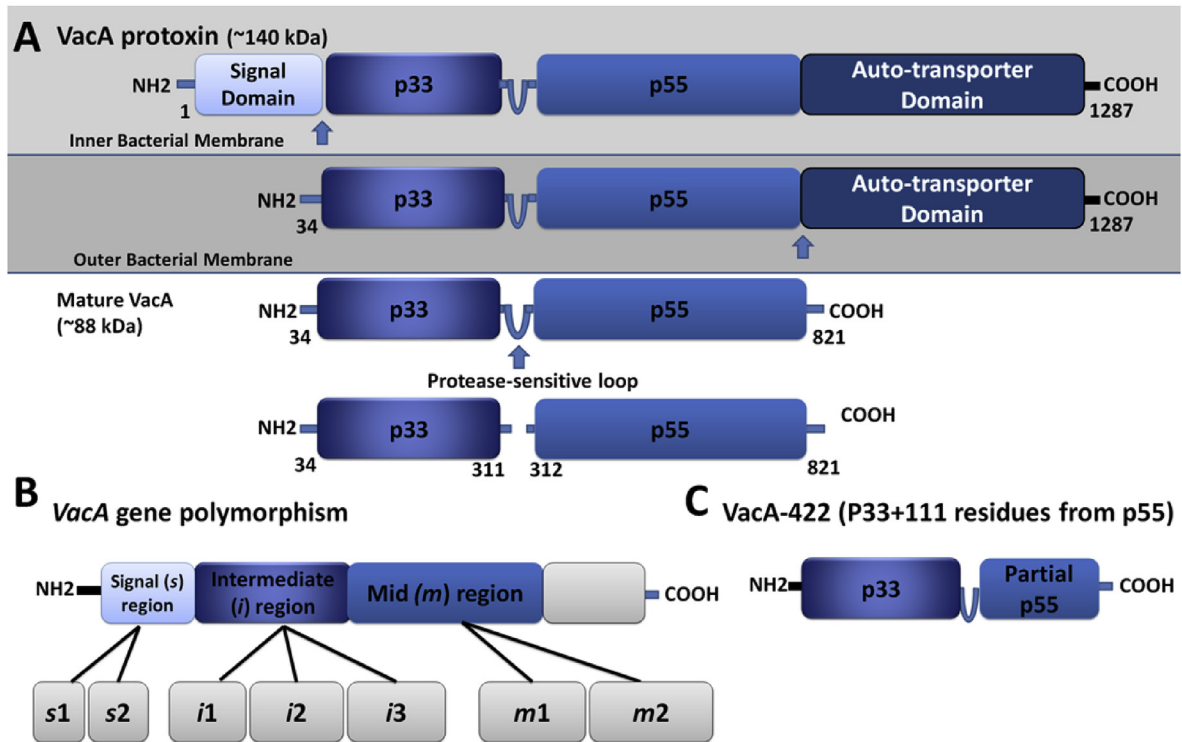 A VacA protoxin (~140 kDa)
NH2
1
Signal
Domain
p33
p55
Auto-transporter
Domain
COOH
1287
Inner Bacterial Membrane
NH2
34
p33
p55
Auto-transporter
Domain
COOH
1287
Outer Bacterial Membrane
Mature VacA
(~88 kDa)
NH2
34
p33
p55
COOH
821
Protease-sensitive loop
NH2
34
p33
311
312
p55
COOH
821
B VacA gene polymorphism
NH2
Signal (s)
region
Intermediate
(i) region
Mid (m) region
COOH
s1
s2
i1
i2
i3
m1
m2
C VacA-422 (P33+111 residues from p55)
NH2
p33
Partial
p55
COOH